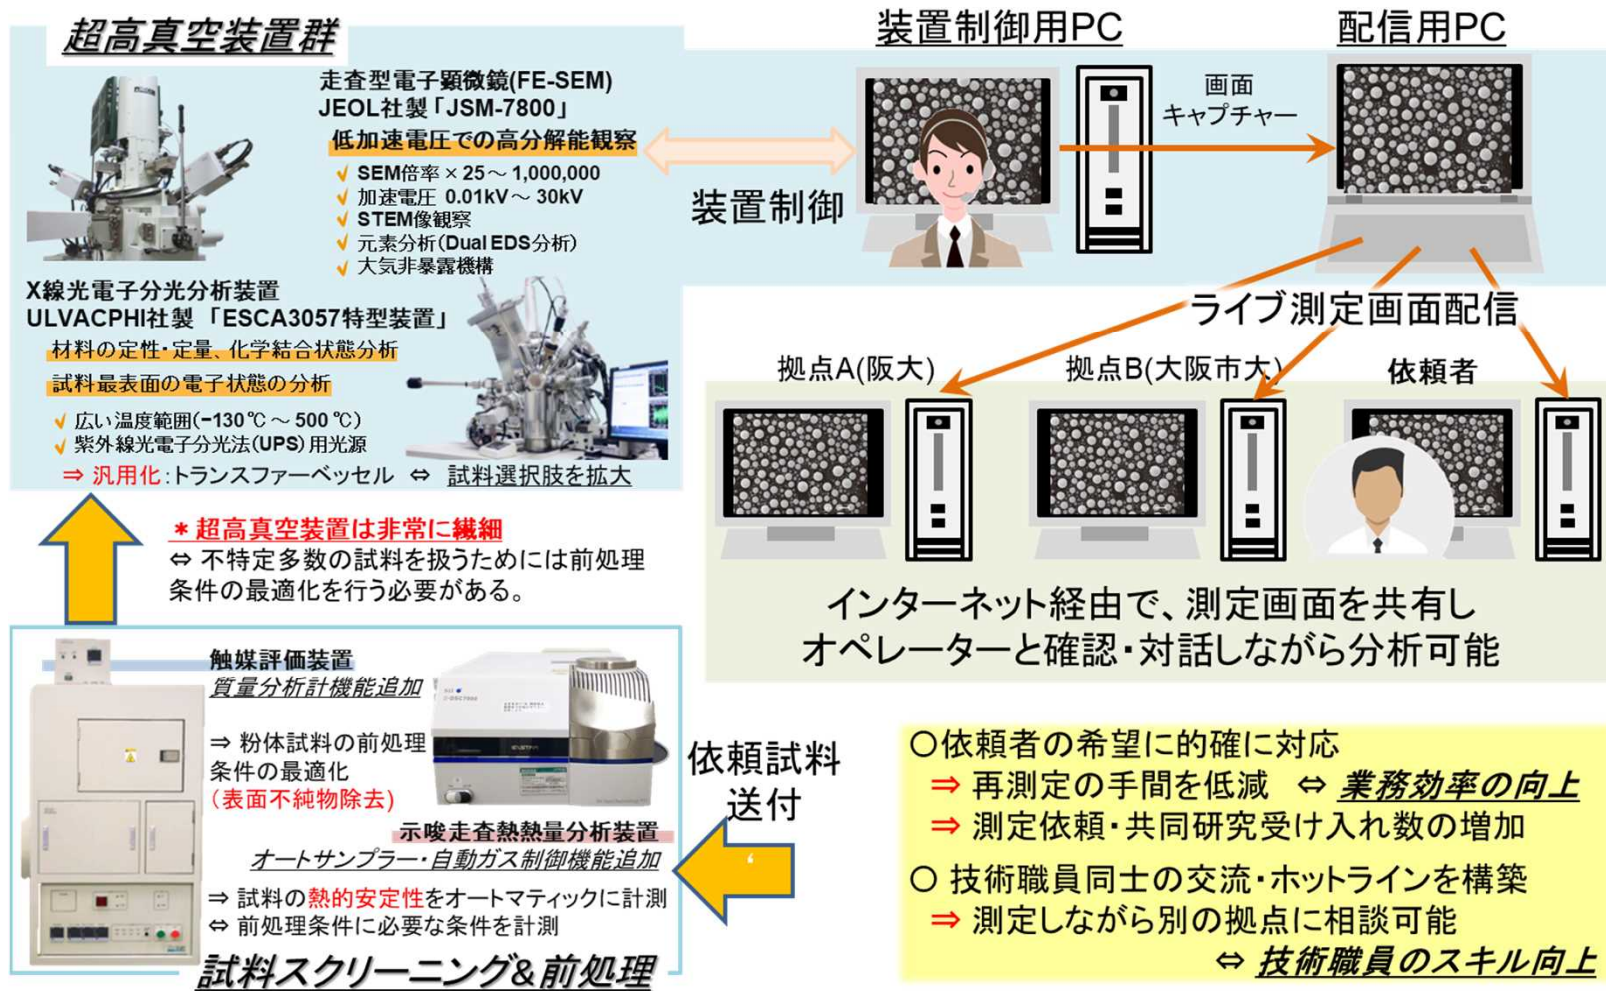 超高真空装置群
走査型電子顕微鏡(FE-SEM)
JEOL社製「JSM-7800」
低加速電圧での高分解能観察
✓ SEM倍率×25～1,000,000
✓ 加速電圧 0.01kV～30kV
✓ STEM像観察
✓ 元素分析(Dual EDS分析)
✓ 大気非暴露機構
X線光電子分光分析装置
ULVACPHI社製 「ESCA3057特型装置」
材料の定性・定量、化学結合状態分析
試料最表面の電子状態の分析
✓ 広い温度範囲(-130℃～500℃)
✓ 紫外線光電子分光法(UPS)用光源
⇒ 汎用化:トランスファーベッセル ⇔ 試料選択肢を拡大
装置制御
装置制御用PC
画面
キャプチャー
配信用PC
ライブ測定画面配信
拠点A(阪大)
拠点B(大阪市大)
依頼者
インターネット経由で、測定画面を共有し
オペレーターと確認・対話しながら分析可能
＊超高真空装置は非常に繊細
⇔ 不特定多数の試料を扱うためには前処理
条件の最適化を行う必要がある。
触媒評価装置
質量分析計機能追加
⇒ 粉体試料の前処理
条件の最適化
(表面不純物除去)
示唆走査熱熱量分析装置
オートサンプラー・自動ガス制御機能追加
⇒ 試料の熱的安定性をオートマティックに計測
⇔ 前処理条件に必要な条件を計測
試料スクリーニング&前処理
依頼試料
送付
〇依頼者の希望に的確に対応
⇒ 再測定の手間を低減 ⇔ 業務効率の向上
⇒ 測定依頼・共同研究受け入れ数の増加
〇 技術職員同士の交流・ホットラインを構築
⇒ 測定しながら別の拠点に相談可能
⇔ 技術職員のスキル向上